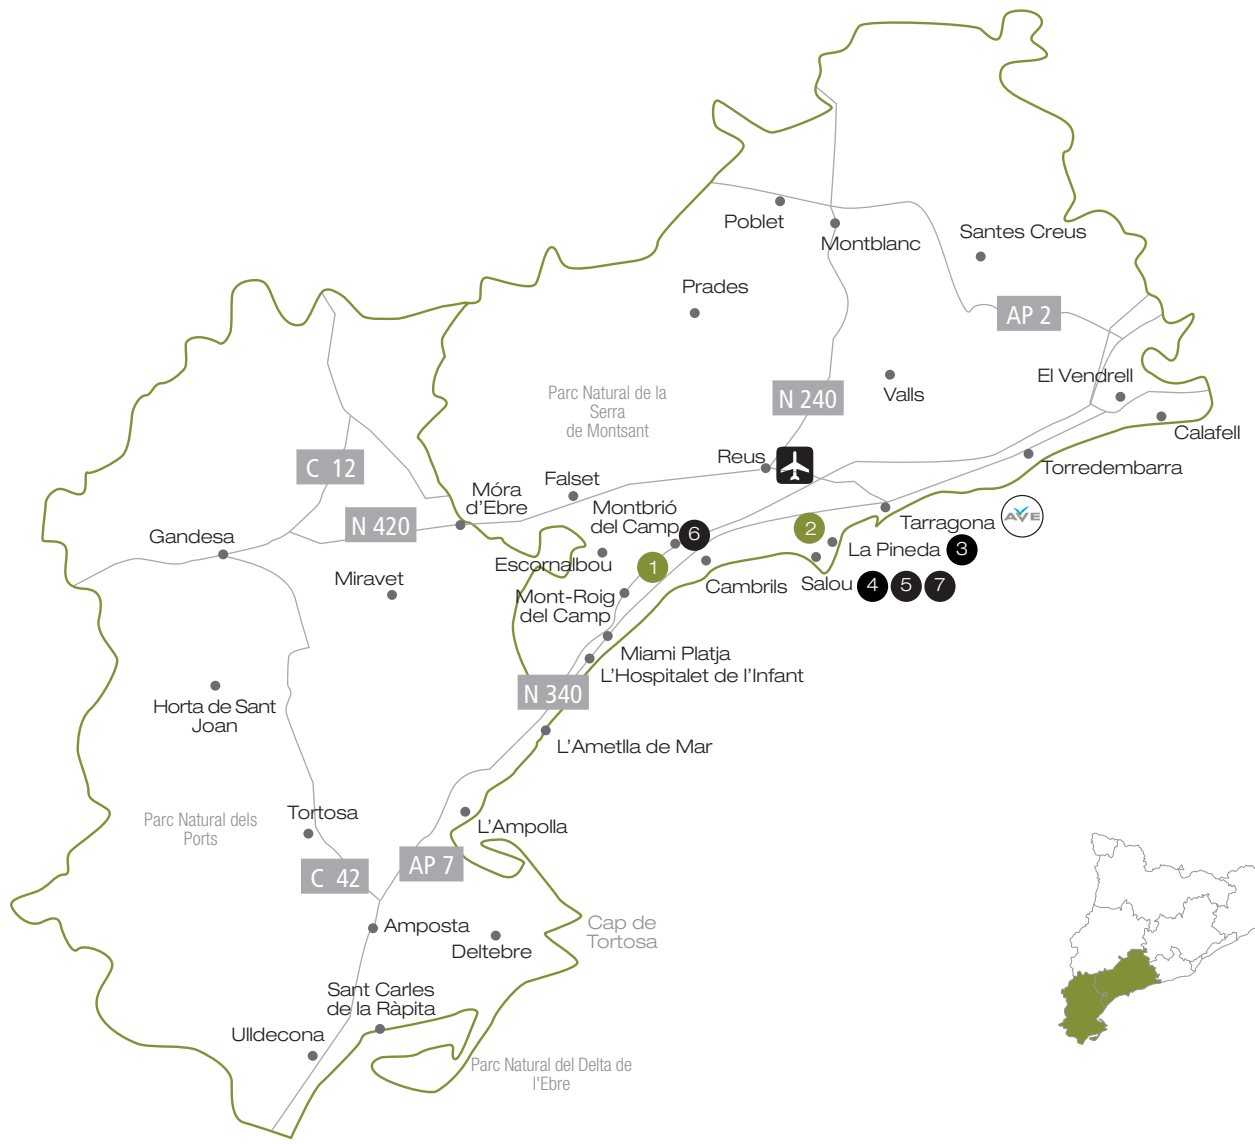 Poblet
Montblanc
Santes Creus
Prades
AP 2
El Vendrell
Parc Natural de la
Serra
de Montsant
N 240
Valls
Calafell
Reus
Torredembarra
C 12
Móra
d'Ebre
Falset
Montbrió
del Camp
6
N 420
Tarragona
AVE
2
Gandesa
Escornalbou
1
La Pineda
3
Miravet
Cambrils
Salou
4
5
7
Mont-Roig
del Camp
Miami Platja
L'Hospitalet de l'Infant
N 340
Horta de Sant
Joan
L'Ametlla de Mar
Parc Natural dels
Ports
Tortosa
L'Ampolla
C 42
AP 7
Amposta
Deltebre
Cap de
Tortosa
Sant Carles
de la Ràpita
Ulldecona
Parc Natural del Delta de
l'Ebre